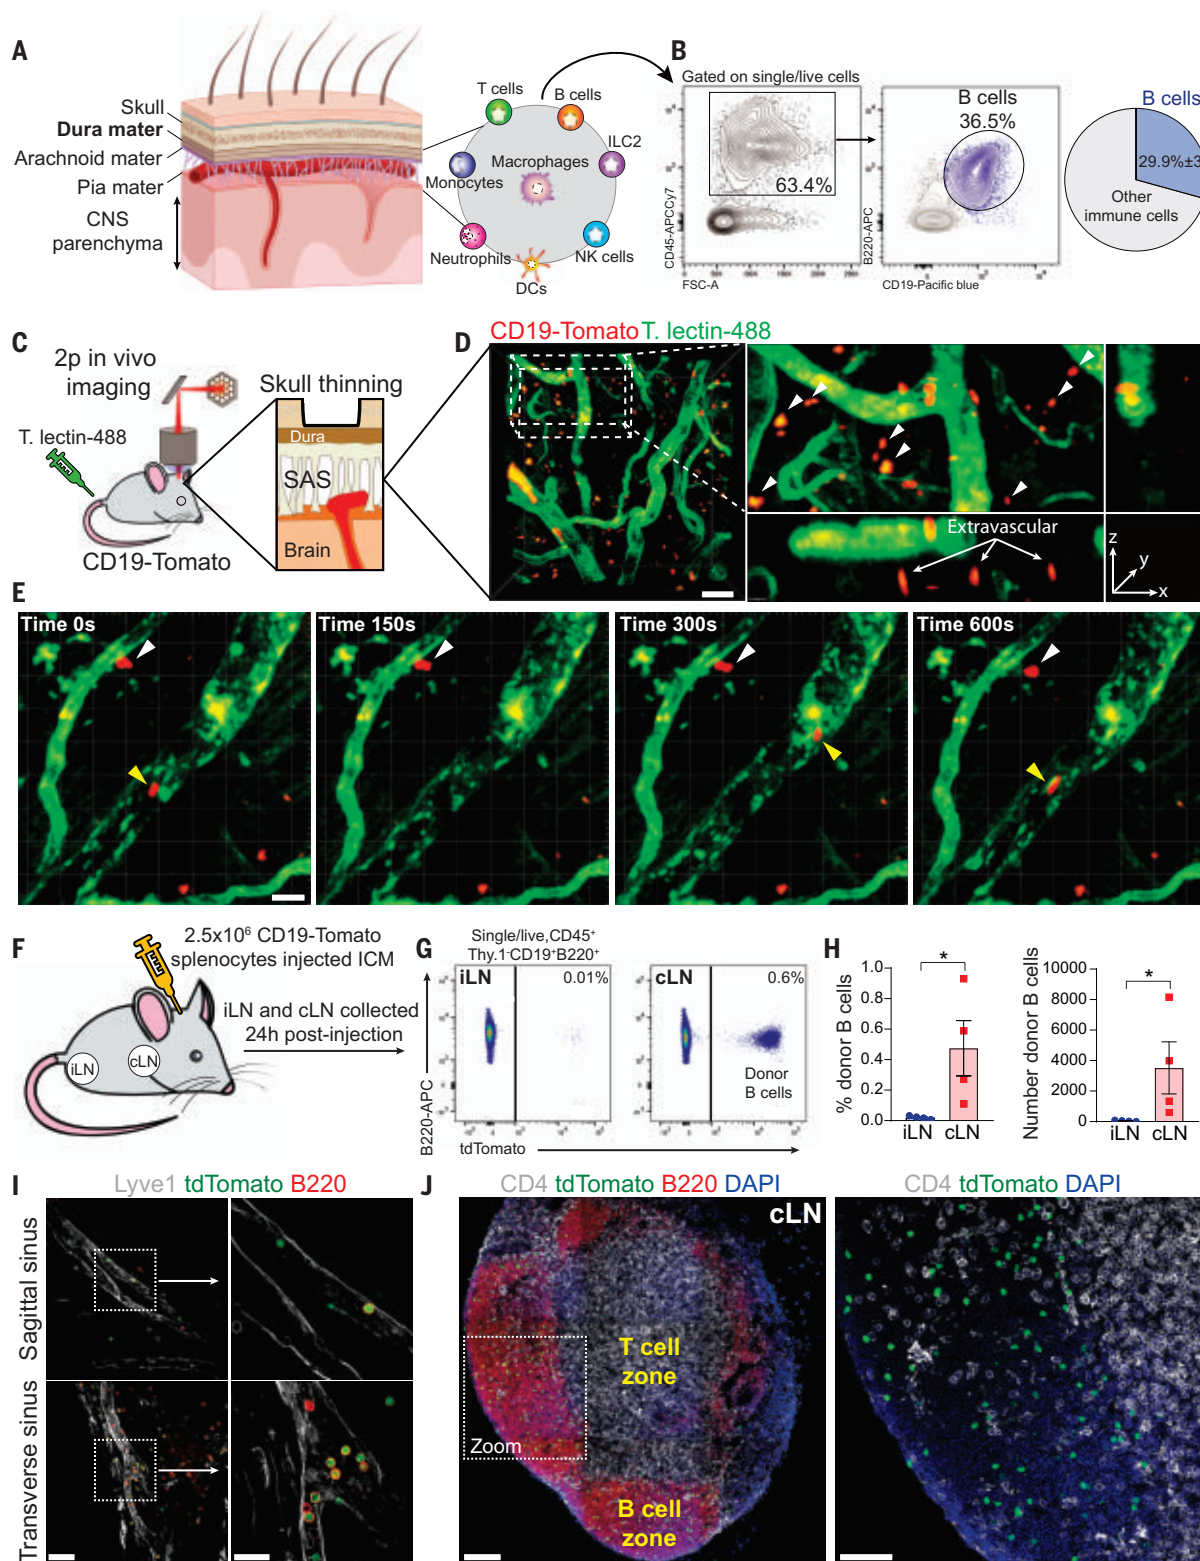 A
Skull
Dura mater
Arachnoid mater
Pia mater
CNS
parenchyma
T cells
B cells
ILC2
Macrophages
Monocytes
Neutrophils
NK cells
DCs
B
Gated on single/live cells
63.4%
CD45-APCCy7
FSC-A
B cells
36.5%
B220-APC
CD19-Pacific blue
B cells
29.9%±3
Other
immune cells
C
2p in vivo
imaging
T. lectin-488
CD19-Tomato
Skull thinning
Dura
SAS
Brain
D
CD19-Tomato T. lectin-488
Extravascular
z
y
x
E
Time 0s
Time 150s
Time 300s
Time 600s
F
2.5x10⁶ CD19-Tomato
splenocytes injected ICM
iLN and cLN collected
24h post-injection
iLN
cLN
G
Single/live,CD45⁺
Thy.1⁻CD19⁺B220⁺
iLN
0.01%
cLN
0.6%
Donor
B cells
B220-APC
tdTomato
H
% donor B cells
1.0
0.8
0.6
0.4
0.2
0.0
*
iLN
cLN
Number donor B cells
10000
8000
6000
4000
2000
0
*
iLN
cLN
I
Lyve1 tdTomato B220
Sagittal sinus
Transverse sinus
J
CD4 tdTomato B220 DAPI
cLN
T cell
zone
Zoom
B cell
zone
CD4 tdTomato DAPI